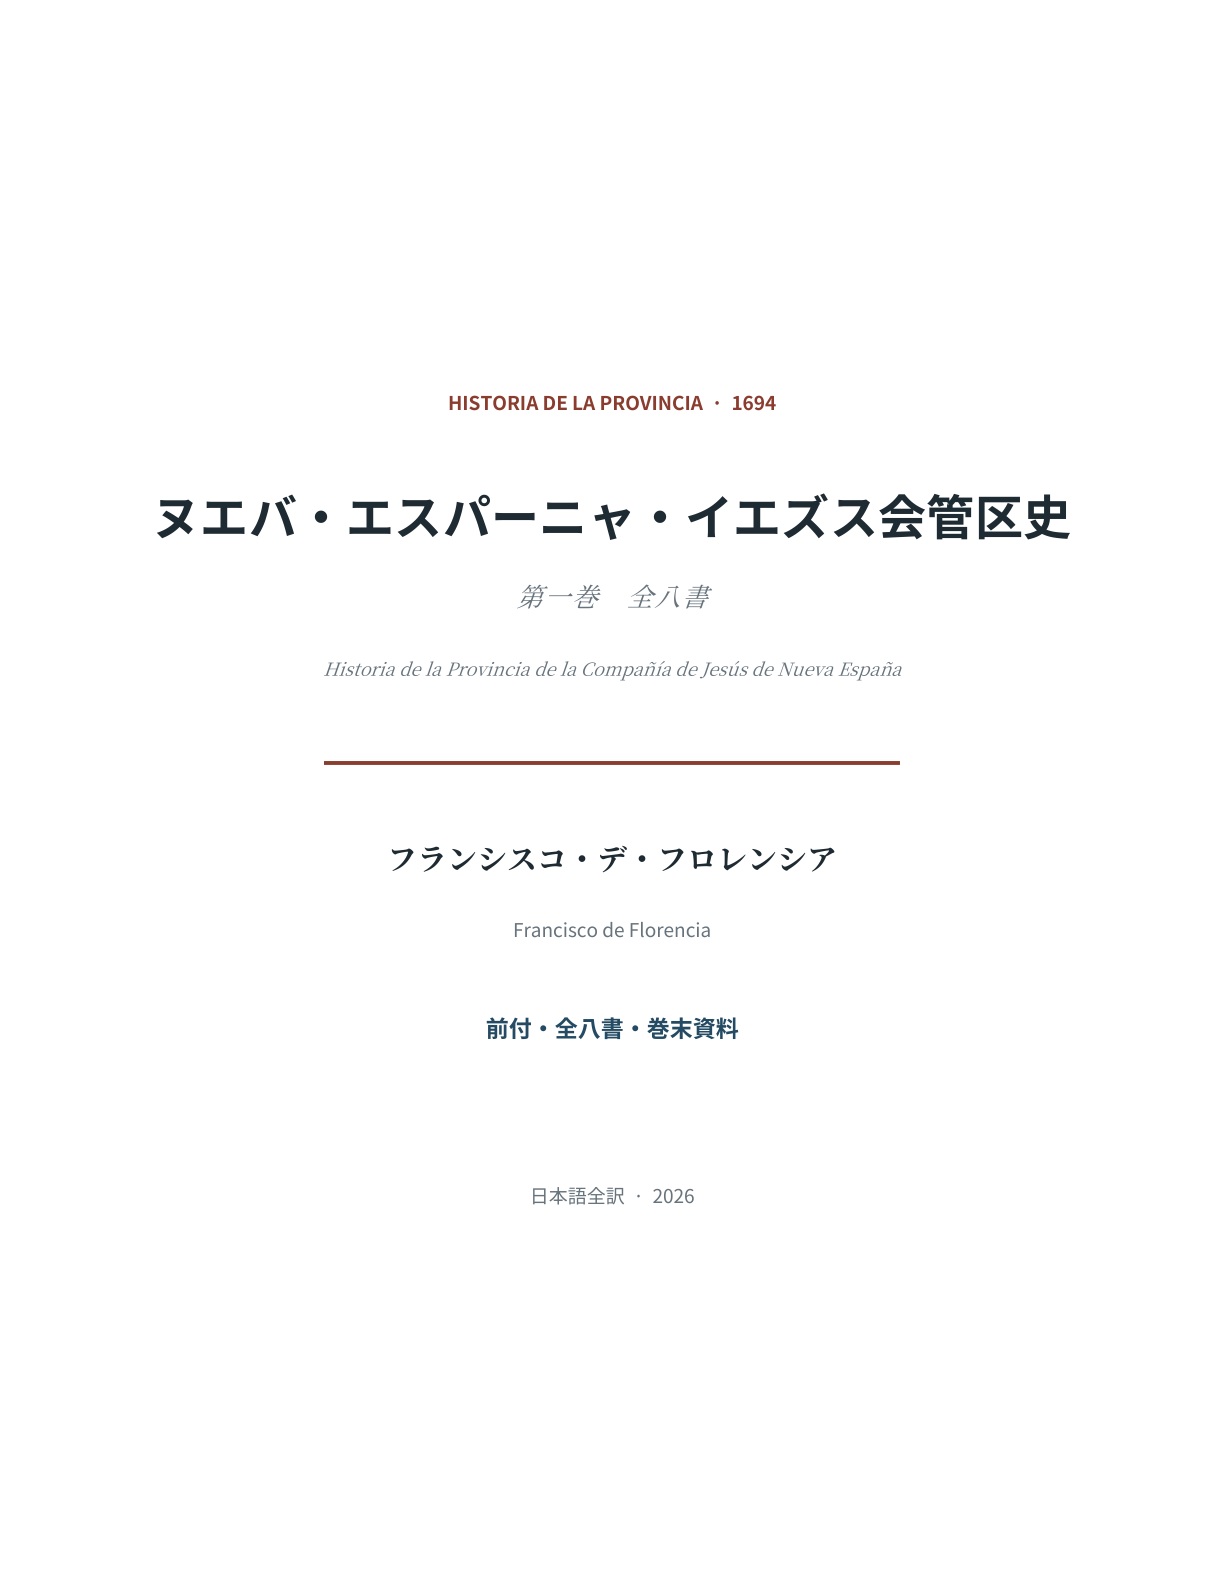 HISTORIA DE LA PROVINCIA · 1694
ヌエバ・エスパーニャ・イエズス会管区史
第一巻　全八書
Historia de la Provincia de la Compañía de Jesús de Nueva España
フランシスコ・デ・フロレンシア
Francisco de Florencia
前付・全八書・巻末資料
日本語全訳 · 2026